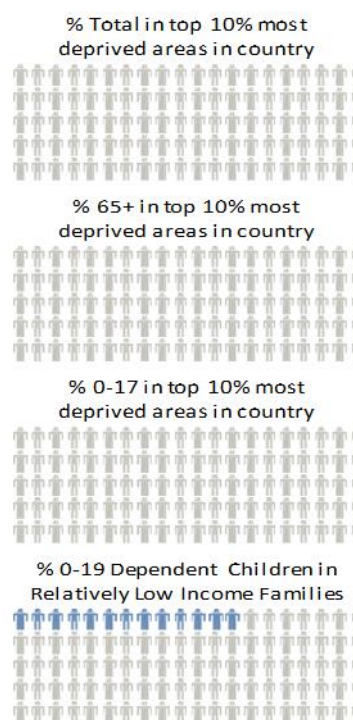 % Total in top 10% most
deprived areas in country
% 65+ in top 10% most
deprived areas in country
% 0-17 in top 10% most
deprived areas in country
% 0-19 Dependent Children in
Relatively Low Income Families